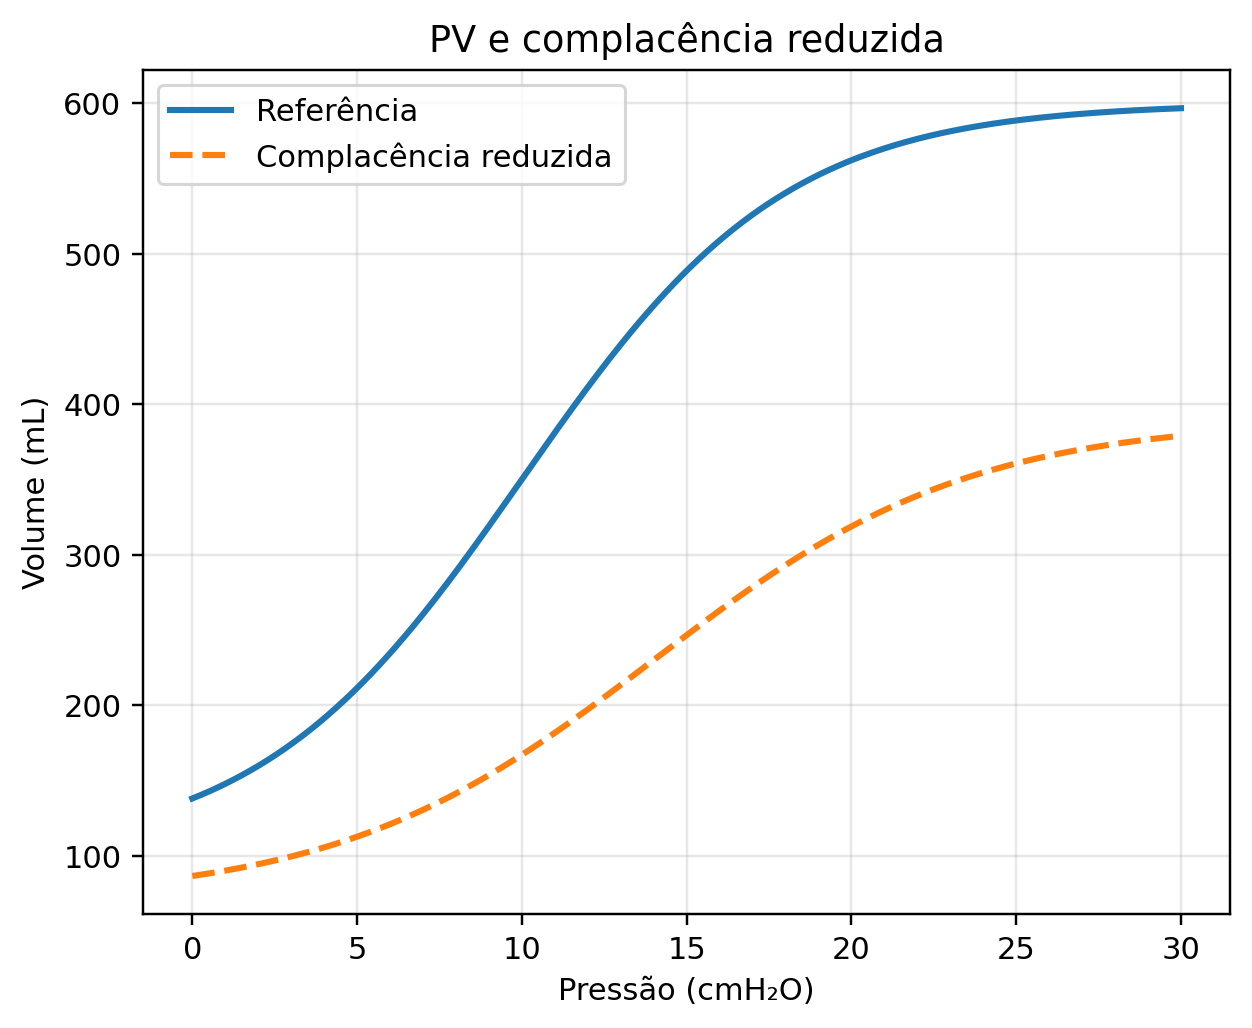 PV e complacência reduzida
Referência
Complacência reduzida
Volume (mL)
600
500
400
300
200
100
0 5 10 15 20 25 30
Pressão (cmH₂O)